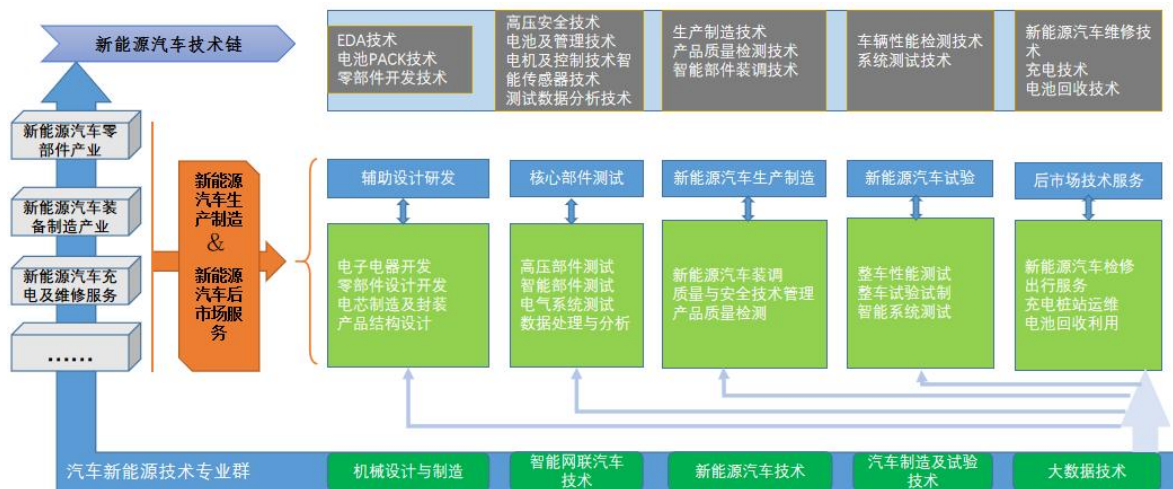 新能源汽车技术链
EDA技术
电池PACK技术
零部件开发技术
高压安全技术
电池及管理技术
电机及控制技术智
能传感器技术
测试数据分析技术
生产制造技术
产品质量检测技术
智能部件装调技术
车辆性能检测技术
系统测试技术
新能源汽车维修技
术
充电技术
电池回收技术
新能源汽车零
部件产业
新能源汽车装
备制造产业
新能源汽车充
电及维修服务
......
新能源
汽车生
产制造
&
新能源
汽车后
市场服
务
辅助设计研发
核心部件测试
新能源汽车生产制造
新能源汽车试验
后市场技术服务
电子电器开发
零部件设计开发
电芯制造及封装
产品结构设计
高压部件测试
智能部件测试
电气系统测试
数据处理与分析
新能源汽车装调
质量与安全技术管理
产品质量检测
整车性能测试
整车试验试制
智能系统测试
新能源汽车检修
出行服务
充电桩站运维
电池回收利用
汽车新能源技术专业群
机械设计与制造
智能网联汽车
技术
新能源汽车技术
汽车制造及试验
技术
大数据技术